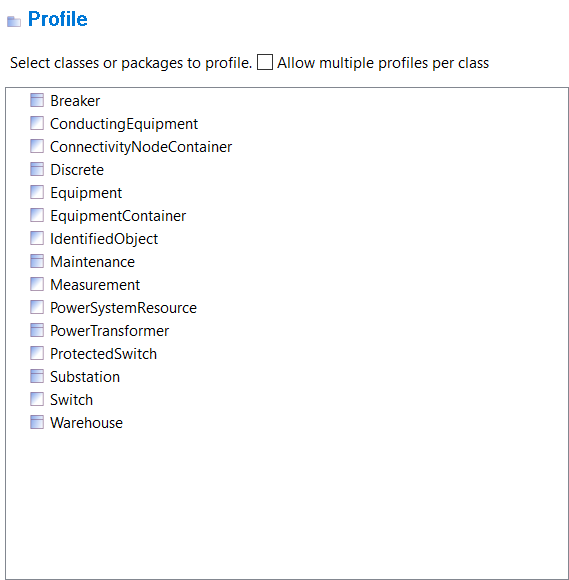 Profile
Select classes or packages to profile. Allow multiple profiles per class
Breaker
ConductingEquipment
ConnectivityNodeContainer
Discrete
Equipment
EquipmentContainer
IdentifiedObject
Maintenance
Measurement
PowerSystemResource
PowerTransformer
ProtectedSwitch
Substation
Switch
Warehouse